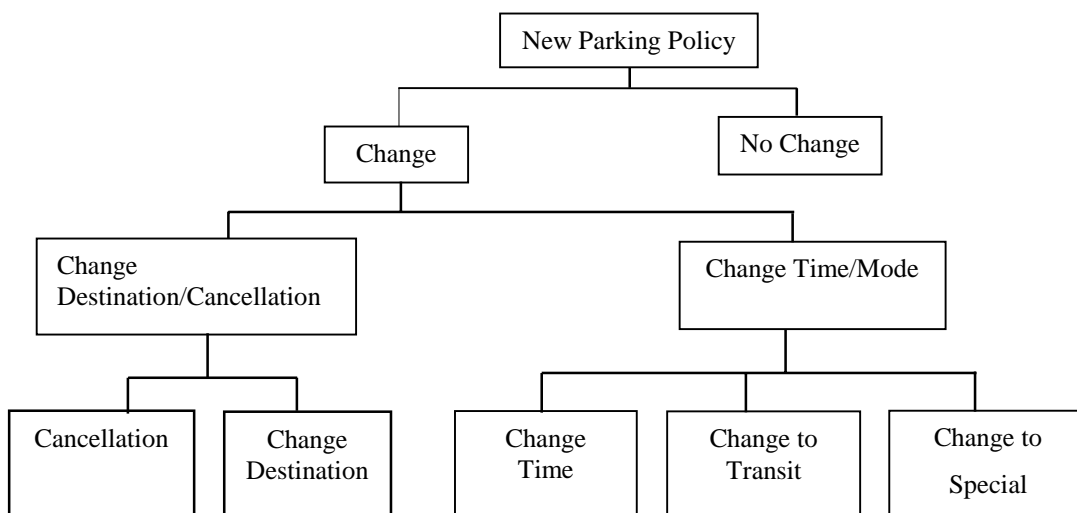 New Parking Policy
Change
No Change
Change
Destination/Cancellation
Change Time/Mode
Cancellation
Change
Destination
Change
Time
Change to
Transit
Change to
Special